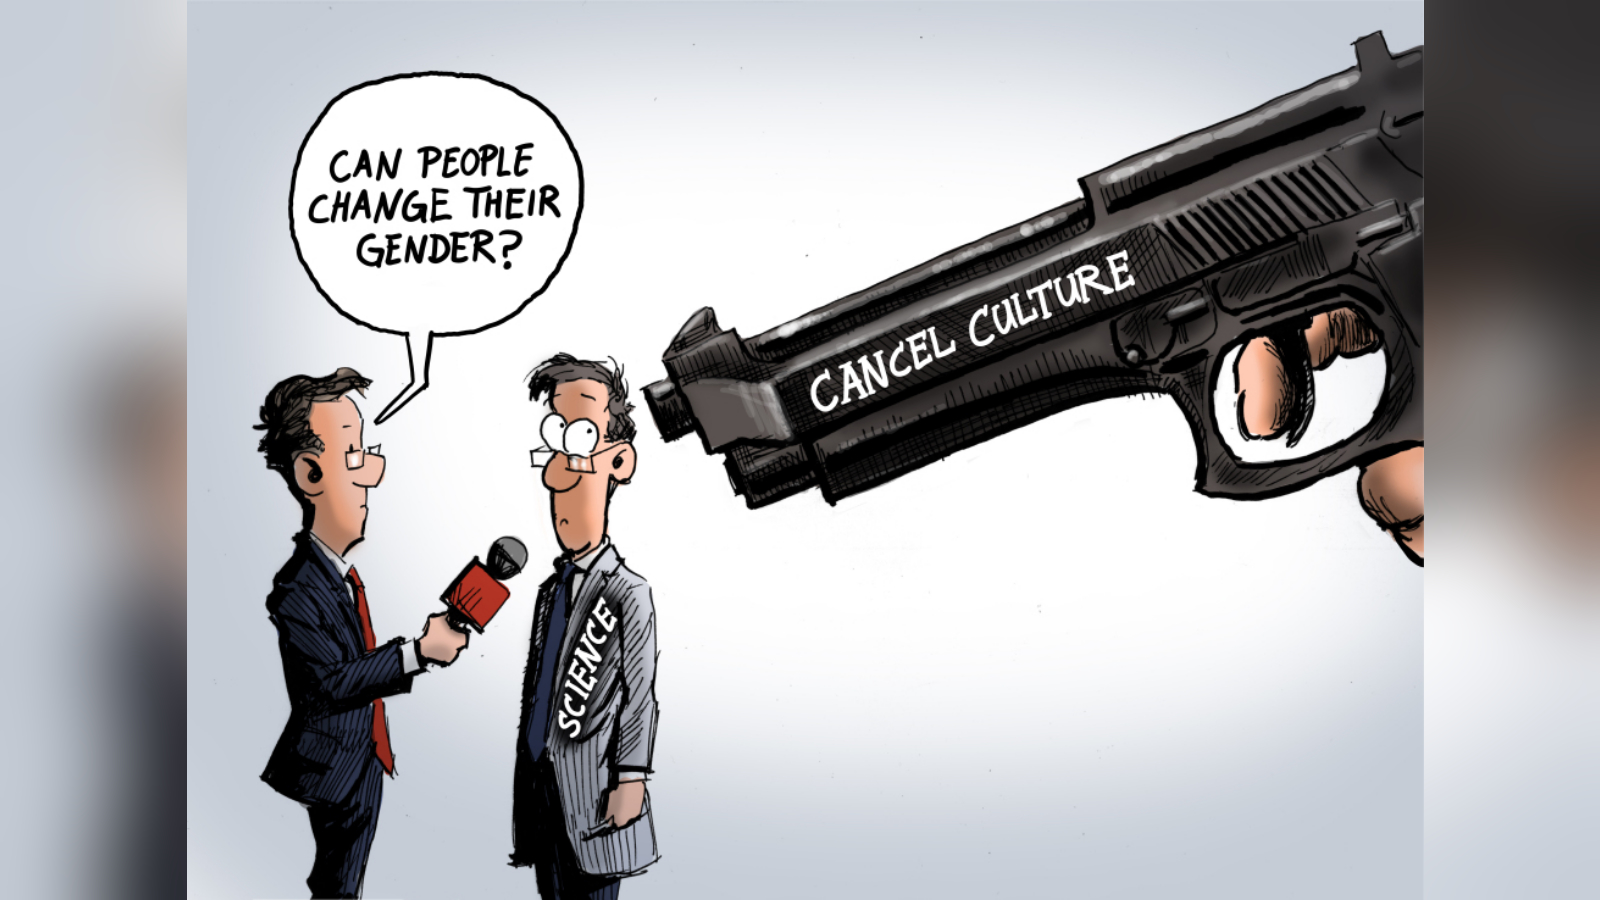 CAN PEOPLE
CHANGE THEIR
GENDER?
CANCEL CULTURE
SCIENCE